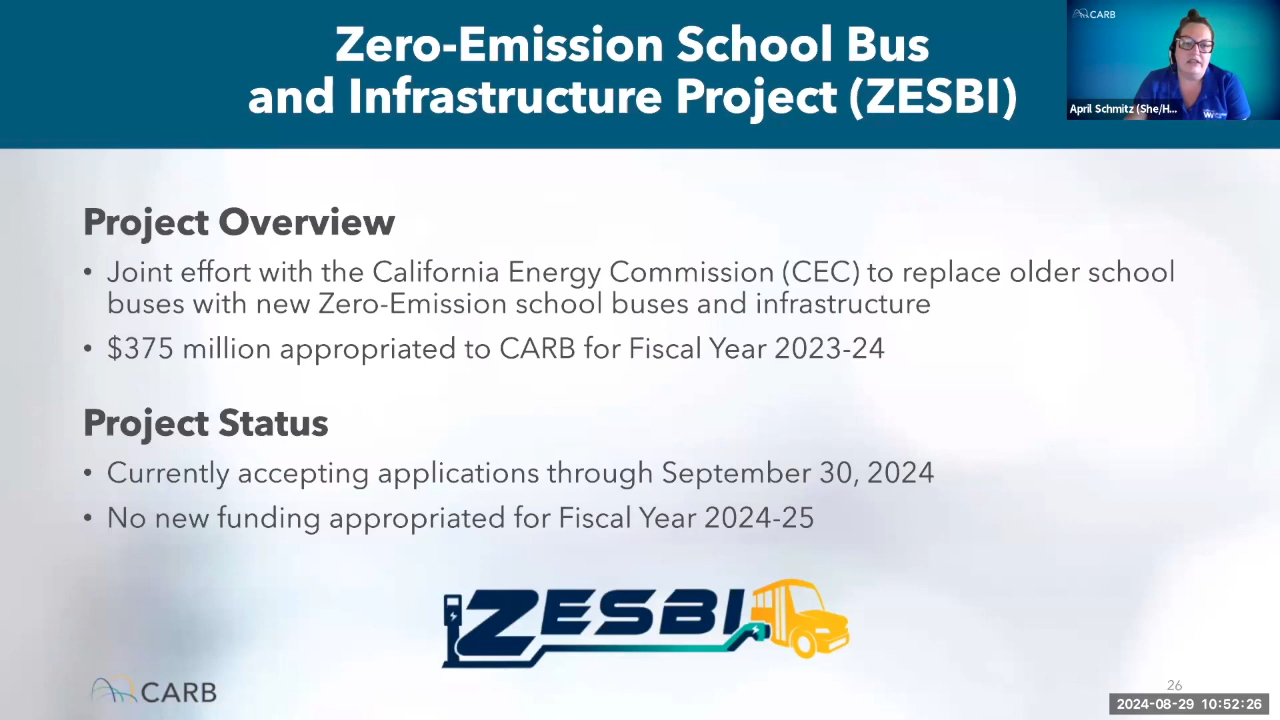 Zero-Emission School Bus
and Infrastructure Project (ZESBI)
CARB
April Schmitz (She/H...
Project Overview
• Joint effort with the California Energy Commission (CEC) to replace older school
buses with new Zero-Emission school buses and infrastructure
• $375 million appropriated to CARB for Fiscal Year 2023-24
Project Status
• Currently accepting applications through September 30, 2024
• No new funding appropriated for Fiscal Year 2024-25
ZESBI
CARB
26
2024-08-29 10:52:26